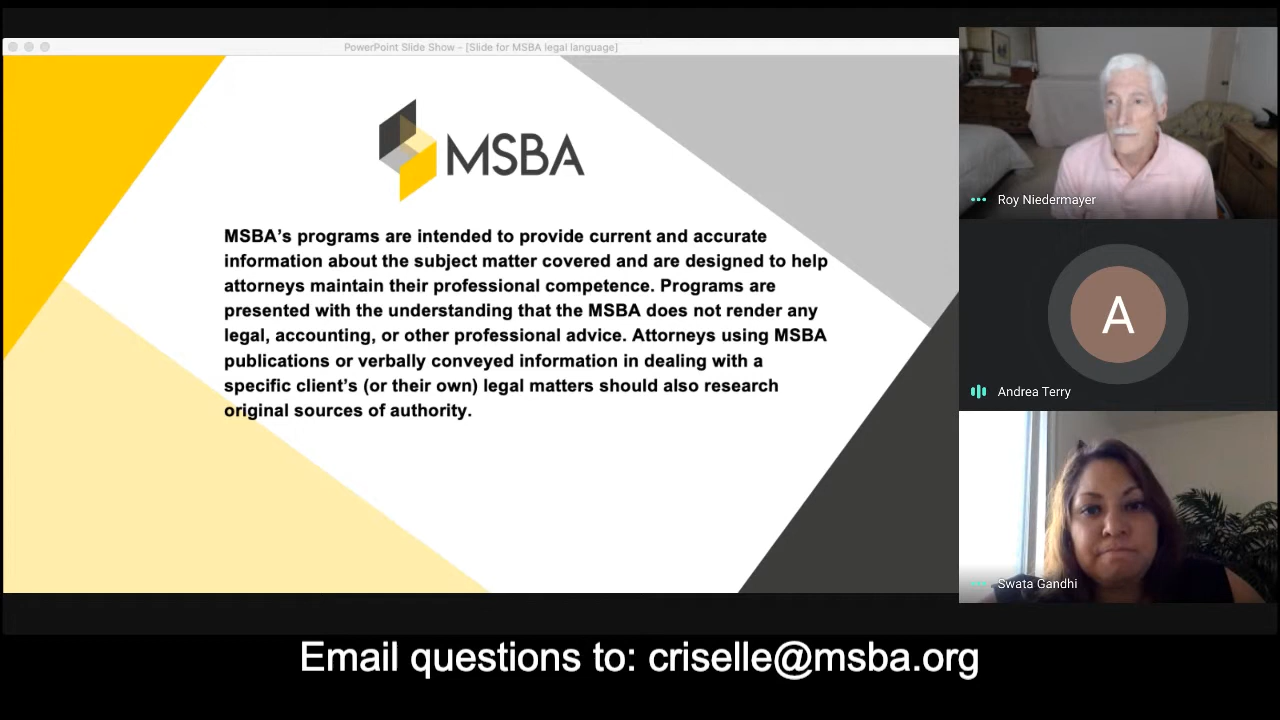 PowerPoint Slide Show – [Slide for MSBA legal language]
MSBA
MSBA's programs are intended to provide current and accurate
information about the subject matter covered and are designed to help
attorneys maintain their professional competence. Programs are
presented with the understanding that the MSBA does not render any
legal, accounting, or other professional advice. Attorneys using MSBA
publications or verbally conveyed information in dealing with a
specific client's (or their own) legal matters should also research
original sources of authority.
Roy Niedermayer
A
Andrea Terry
Swata Gandhi
Email questions to: criselle@msba.org